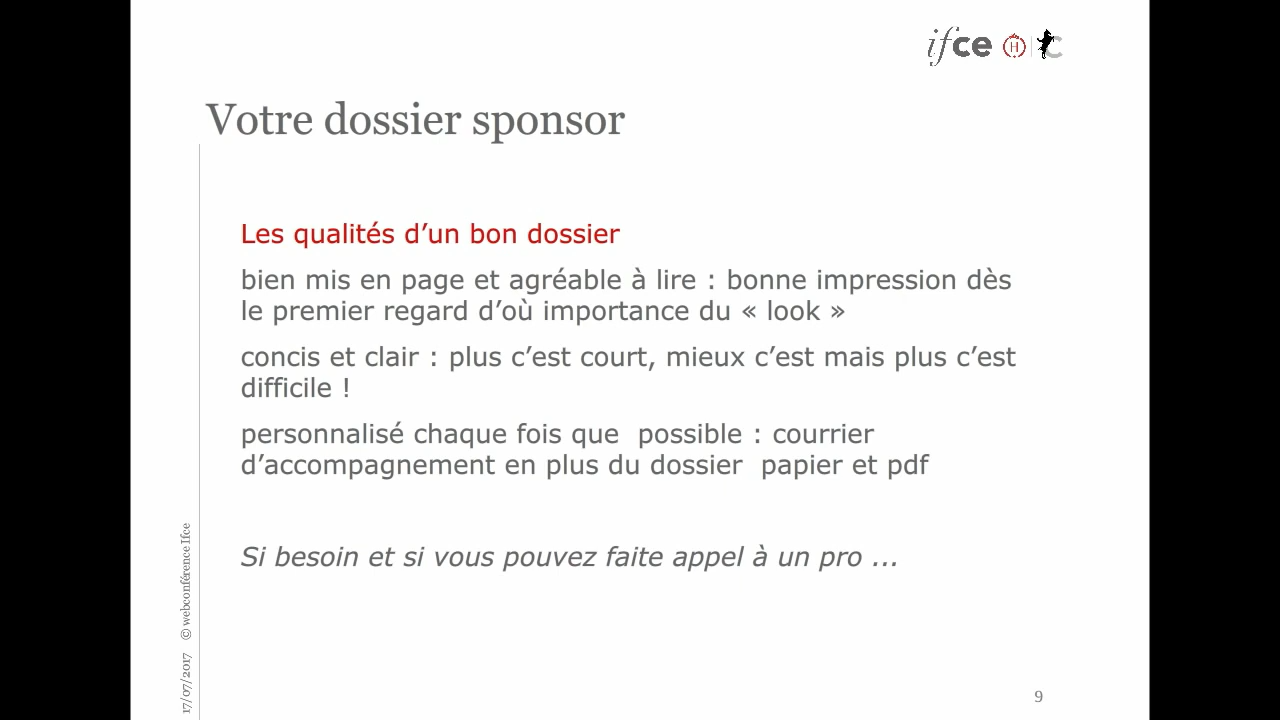 ifce
Votre dossier sponsor
Les qualités d’un bon dossier
bien mis en page et agréable à lire : bonne impression dès
le premier regard d’où importance du « look »
concis et clair : plus c’est court, mieux c’est mais plus c’est
difficile !
personnalisé chaque fois que  possible : courrier
d’accompagnement en plus du dossier  papier et pdf
Si besoin et si vous pouvez faite appel à un pro ...
17/07/2017 © webconférence Ifce
9